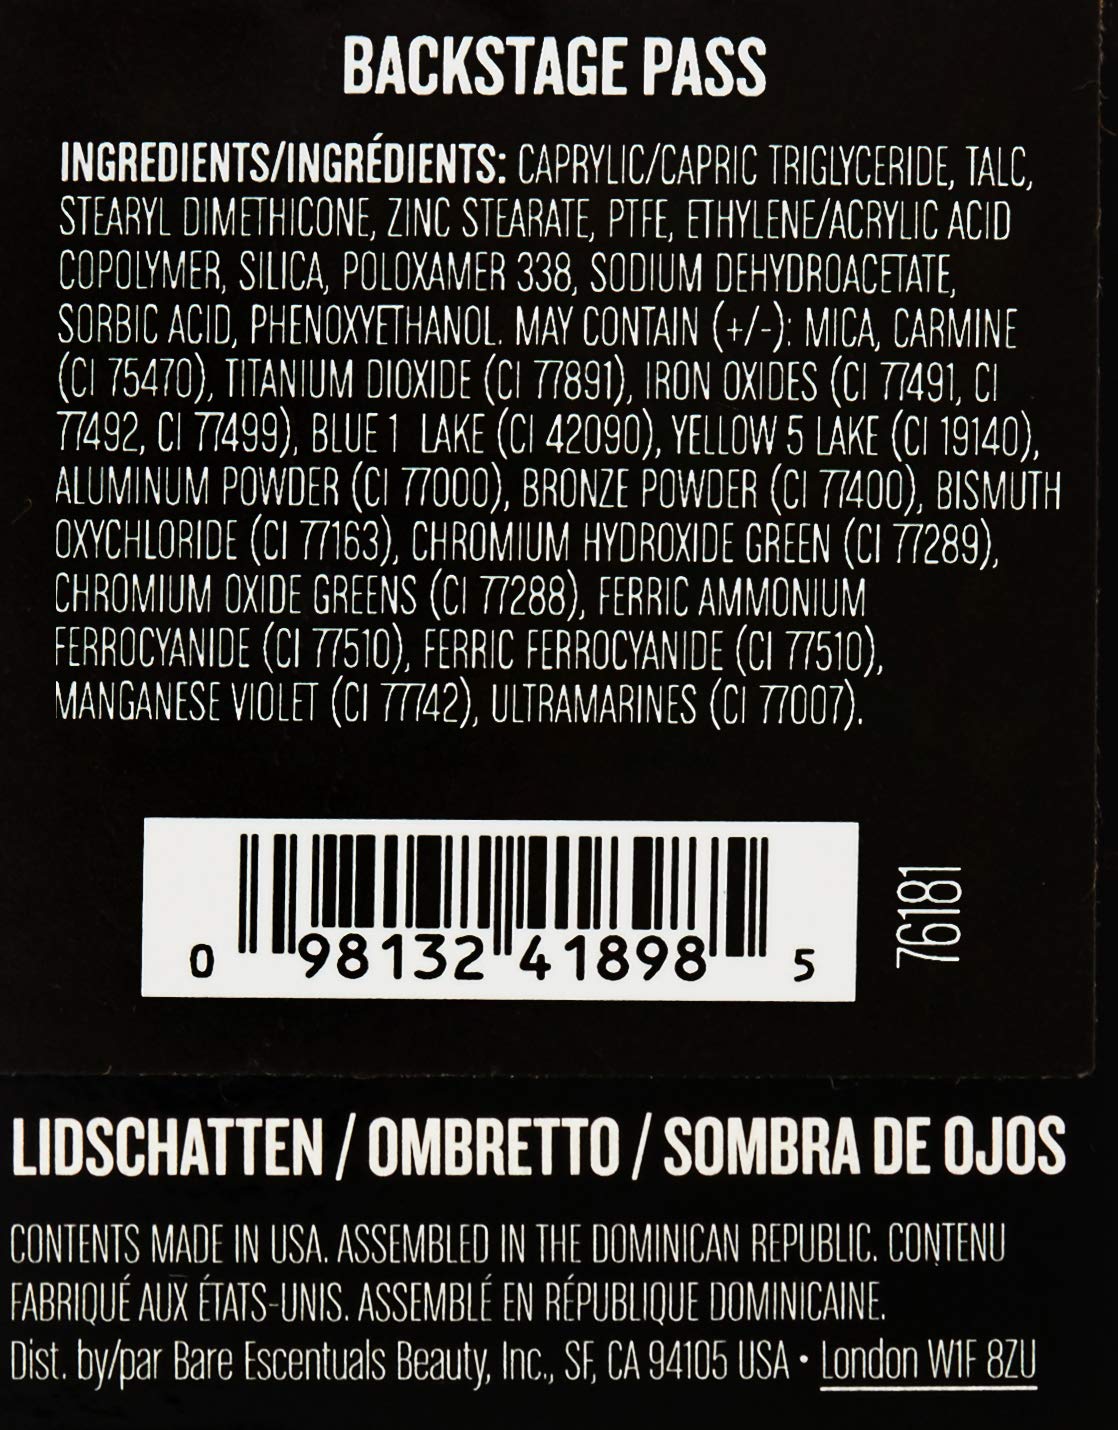 BACKSTAGE PASS
INGREDIENTS/INGRÉDIENTS: CAPRYLIC/CAPRIC TRIGLYCERIDE, TALC,
STEARYL DIMETHICONE, ZINC STEARATE, PTFE, ETHYLENE/ACRYLIC ACID
COPOLYMER, SILICA, POLOXAMER 338, SODIUM DEHYDROACETATE,
SORBIC ACID, PHENOXYETHANOL. MAY CONTAIN (+/-): MICA, CARMINE
(CI 75470), TITANIUM DIOXIDE (CI 77891), IRON OXIDES (CI 77491, CI
77492, CI 77499), BLUE 1 LAKE (CI 42090), YELLOW 5 LAKE (CI 19140),
ALUMINUM POWDER (CI 77000), BRONZE POWDER (CI 77400), BISMUTH
OXYCHLORIDE (CI 77163), CHROMIUM HYDROXIDE GREEN (CI 77289),
CHROMIUM OXIDE GREENS (CI 77288), FERRIC AMMONIUM
FERROCYANIDE (CI 77510), FERRIC FERROCYANIDE (CI 77510),
MANGANESE VIOLET (CI 77742), ULTRAMARINES (CI 77007).
0 98132 41898 5
76181
LIDSCHATTEN / OMBRETTO / SOMBRA DE OJOS
CONTENTS MADE IN USA. ASSEMBLED IN THE DOMINICAN REPUBLIC. CONTENU
FABRIQUÉ AUX ÉTATS-UNIS. ASSEMBLÉ EN RÉPUBLIQUE DOMINICAINE.
Dist. by/par Bare Escentuals Beauty, Inc., SF, CA 94105 USA • London W1F 8ZU